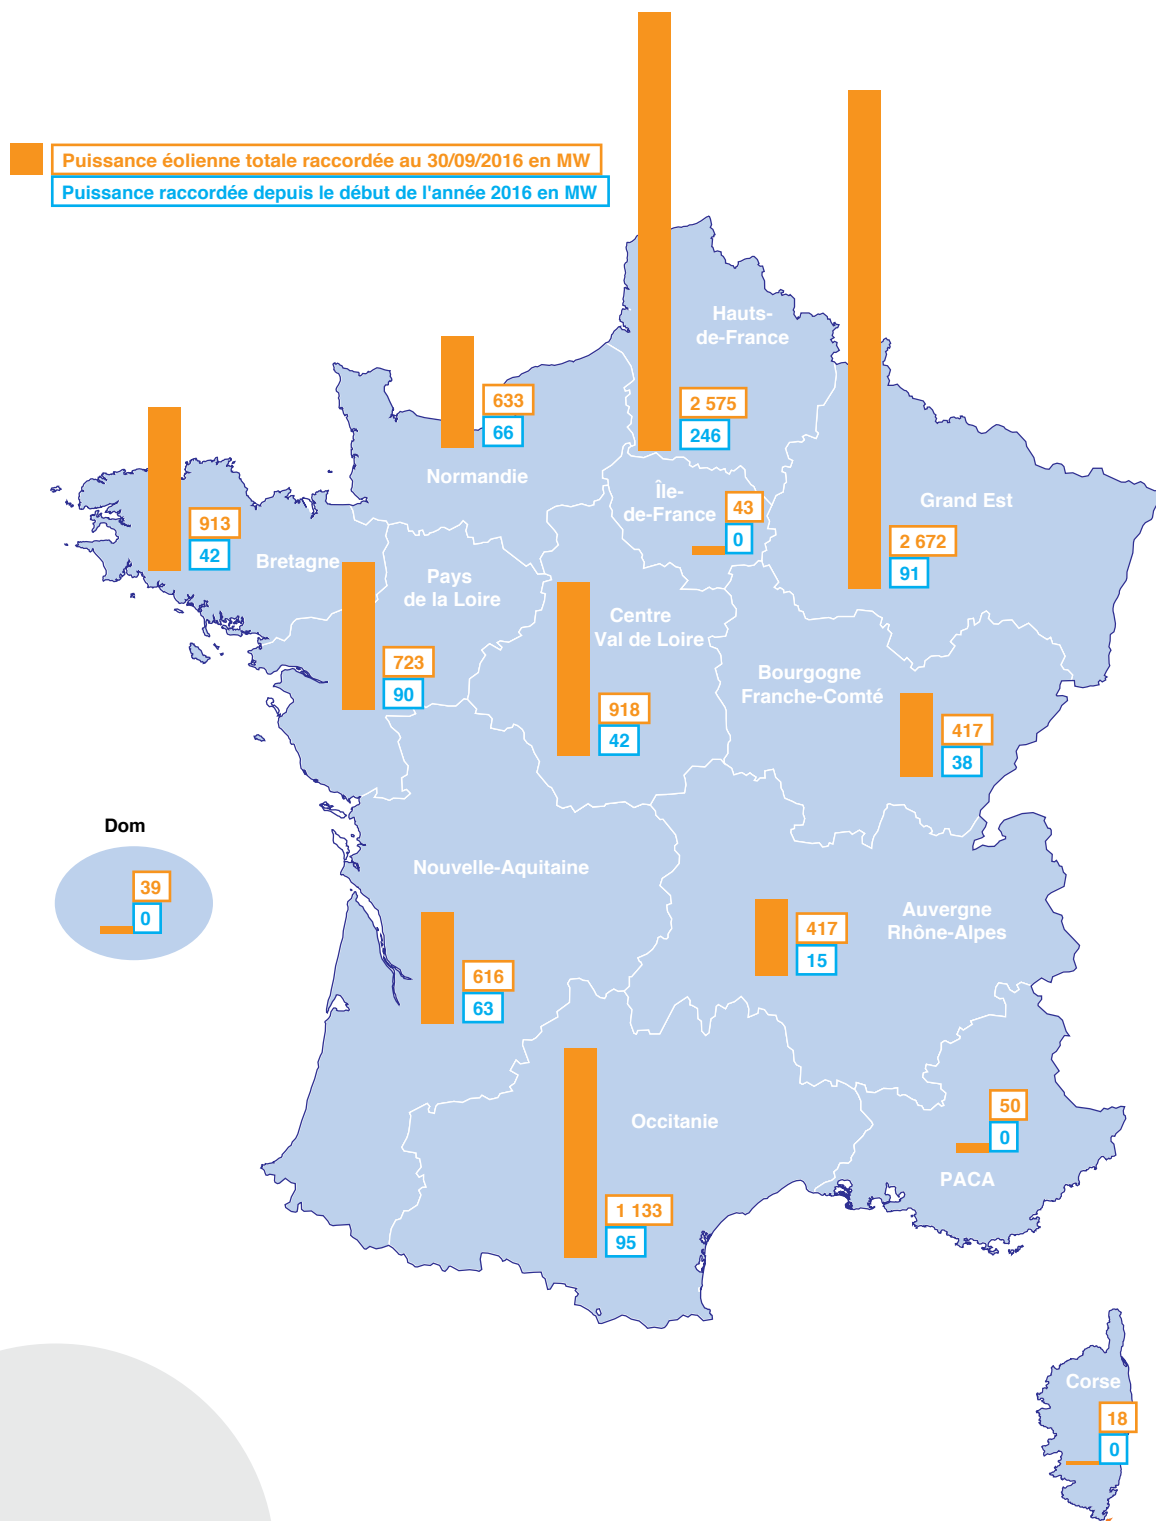 Puissance éolienne totale raccordée au 30/09/2016 en MW
Puissance raccordée depuis le début de l'année 2016 en MW
Hauts-
de-France
2 575
246
633
66
Normandie
Île-
de-France
43
0
Grand Est
2 672
91
913
42
Bretagne
Pays
de la Loire
723
90
Centre
Val de Loire
918
42
Bourgogne
Franche-Comté
417
38
Dom
39
0
Nouvelle-Aquitaine
616
63
Auvergne
Rhône-Alpes
417
15
Occitanie
1 133
95
50
0
PACA
Corse
18
0